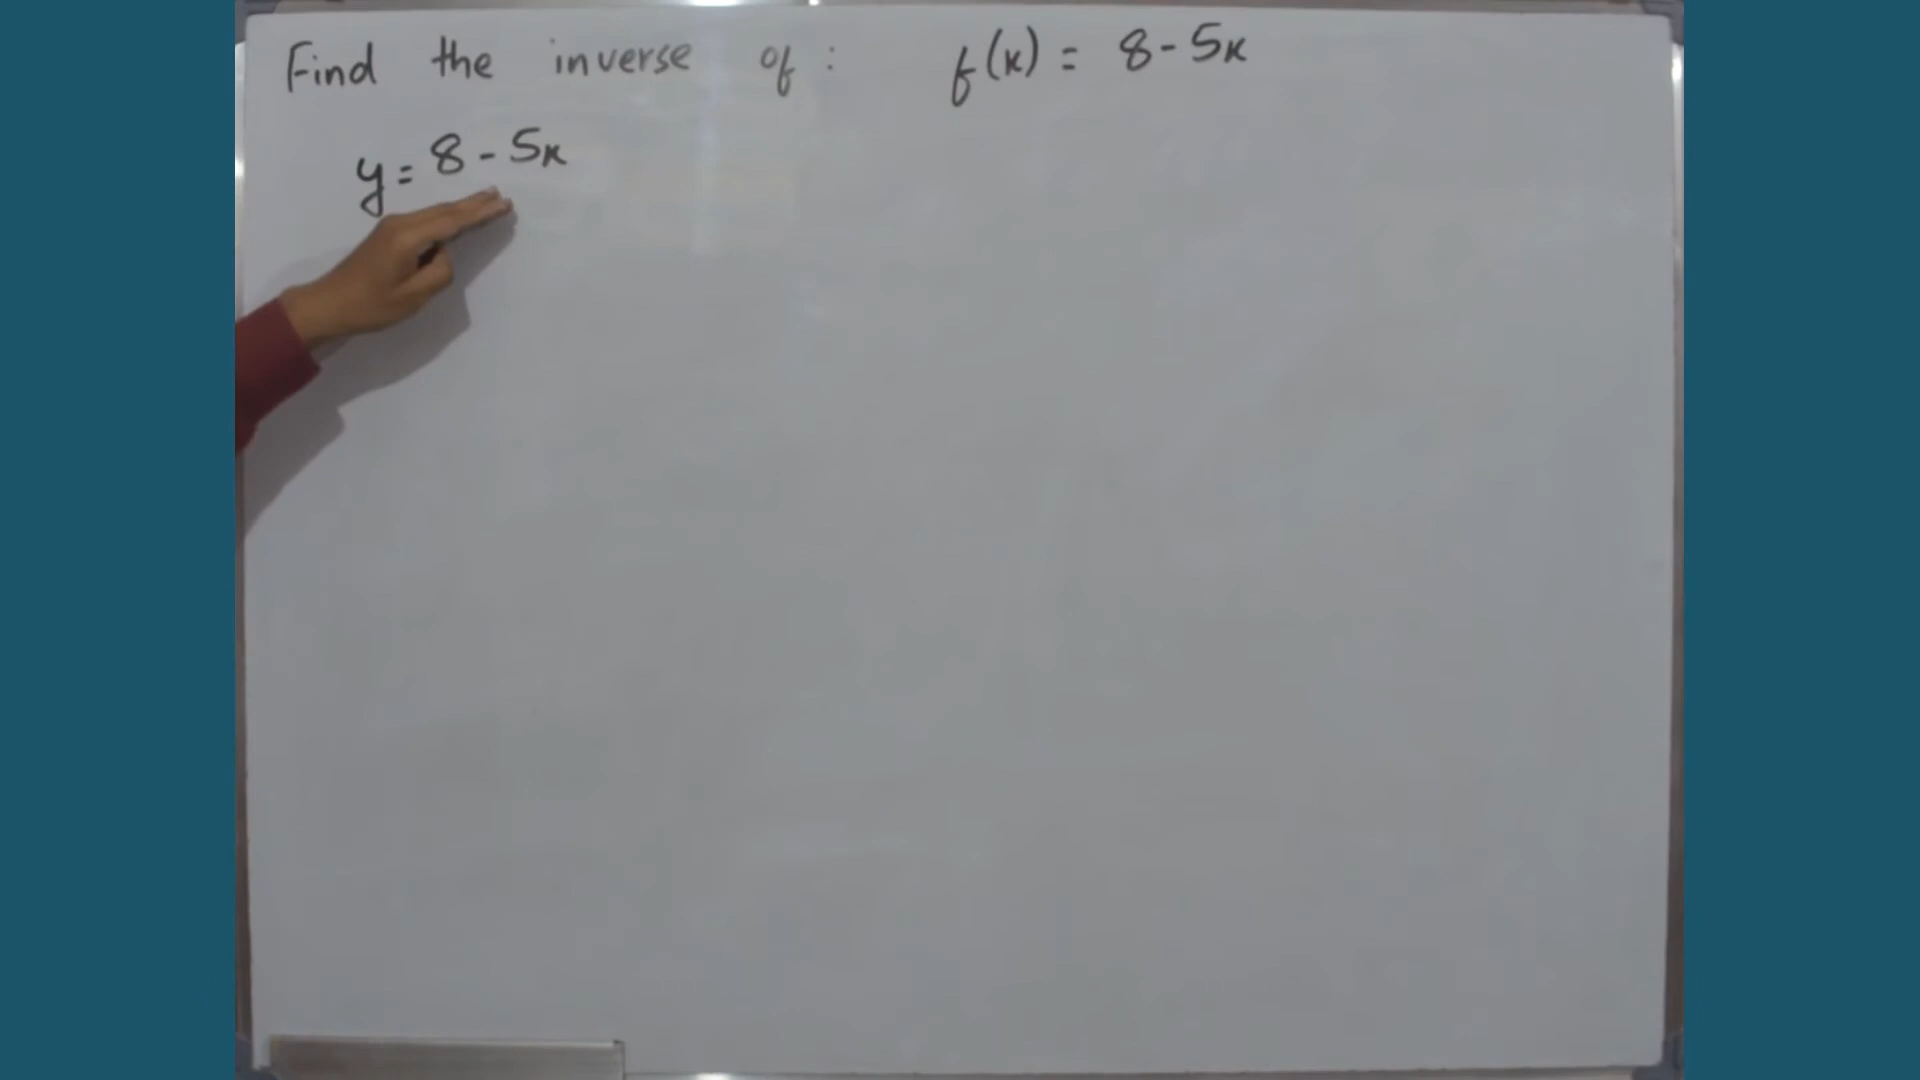 Find the inverse of : f(x) = 8 - 5x
y = 8 - 5x